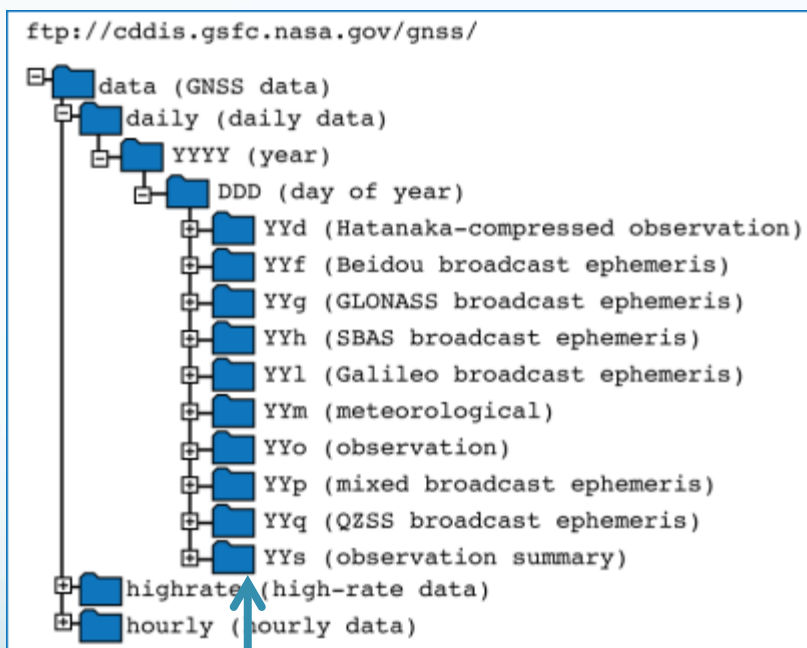 ftp://cddis.gsfc.nasa.gov/gnss/
data (GNSS data)
daily (daily data)
YYYY (year)
DDD (day of year)
YYd (Hatanaka-compressed observation)
YYf (Beidou broadcast ephemeris)
YYg (GLONASS broadcast ephemeris)
YYh (SBAS broadcast ephemeris)
YYl (Galileo broadcast ephemeris)
YYm (meteorological)
YYo (observation)
YYp (mixed broadcast ephemeris)
YYq (QZSS broadcast ephemeris)
YYs (observation summary)
highrate (high-rate data)
hourly (hourly data)